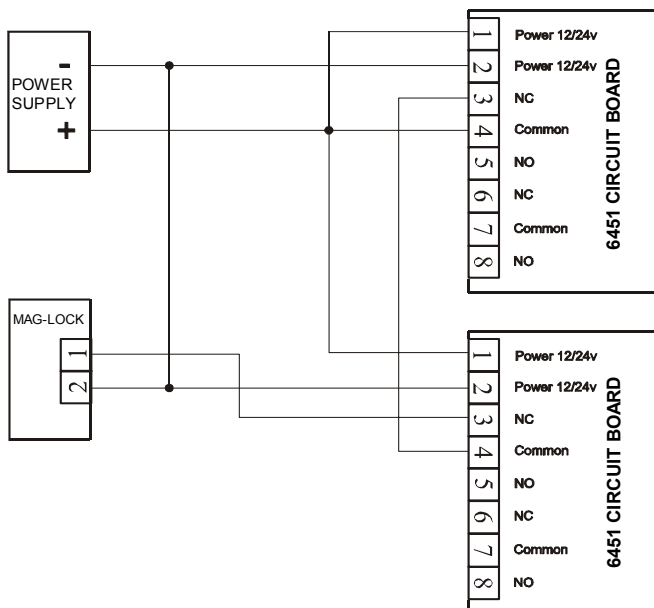 POWER
SUPPLY
-
+
1 Power 12/24v
2 Power 12/24v
3 NC
4 Common
5 NO
6 NC
7 Common
8 NO
6451 CIRCUIT BOARD
MAG-LOCK
1
2
1 Power 12/24v
2 Power 12/24v
3 NC
4 Common
5 NO
6 NC
7 Common
8 NO
6451 CIRCUIT BOARD